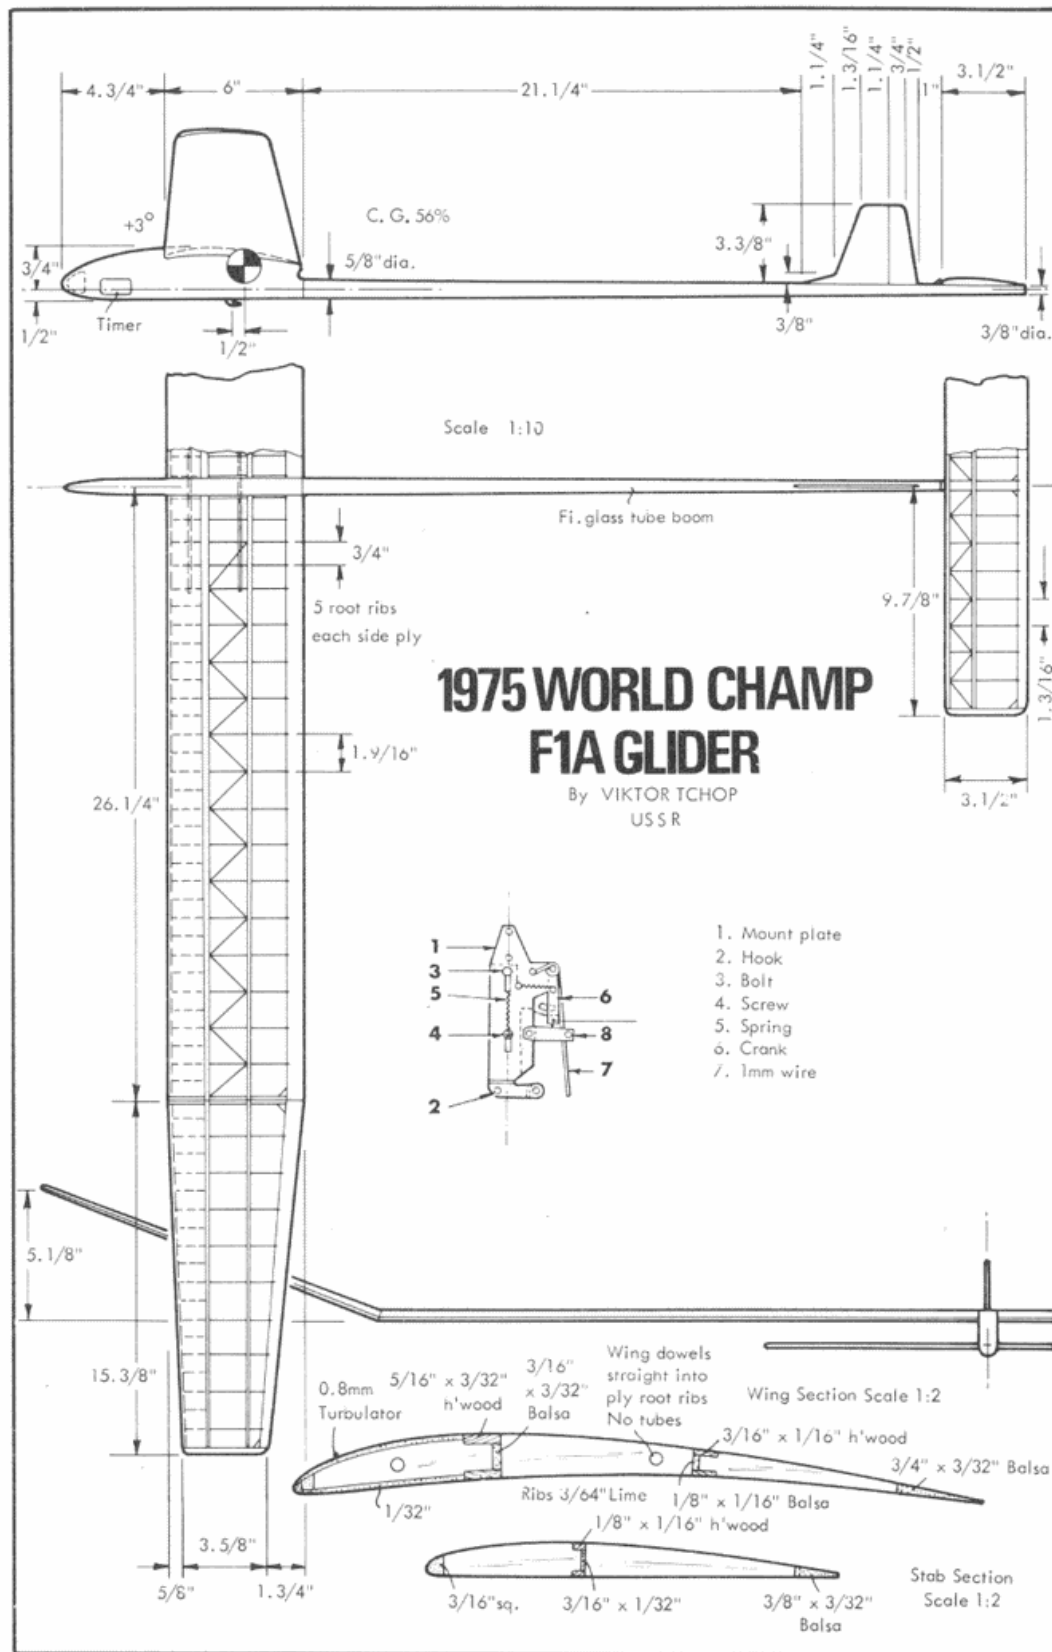 4.3/4"
6"
21.1/4"
1.1/4"
1.3/16"
1.1/4"
3/4"
1/2"
1"
3.1/2"
+3°
C. G. 56%
3/4"
5/8" dia.
3.3/8"
Timer
1/2"
1/2"
3/8"
3/8" dia.
Scale 1:10
Fi. glass tube boom
3/4"
5 root ribs
each side ply
9.7/8"
1.3/16"
1975 WORLD CHAMP
F1A GLIDER
By VIKTOR TCHOP
USSR
1.9/16"
26.1/4"
3.1/2"
1
3
5
4
2
6
8
7
1. Mount plate
2. Hook
3. Bolt
4. Screw
5. Spring
6. Crank
7. 1mm wire
5.1/8"
15.3/8"
0.8mm
Turbulator
5/16" x 3/32"
h'wood
3/16"
x 3/32"
Balsa
Wing dowels
straight into
ply root ribs
No tubes
Wing Section Scale 1:2
3/16" x 1/16" h'wood
3/4" x 3/32" Balsa
1/32"
Ribs 3/64" Lime
1/8" x 1/16" Balsa
1/8" x 1/16" h'wood
3.5/8"
5/8"
1.3/4"
3/16" sq.
3/16" x 1/32"
3/8" x 3/32"
Balsa
Stab Section
Scale 1:2